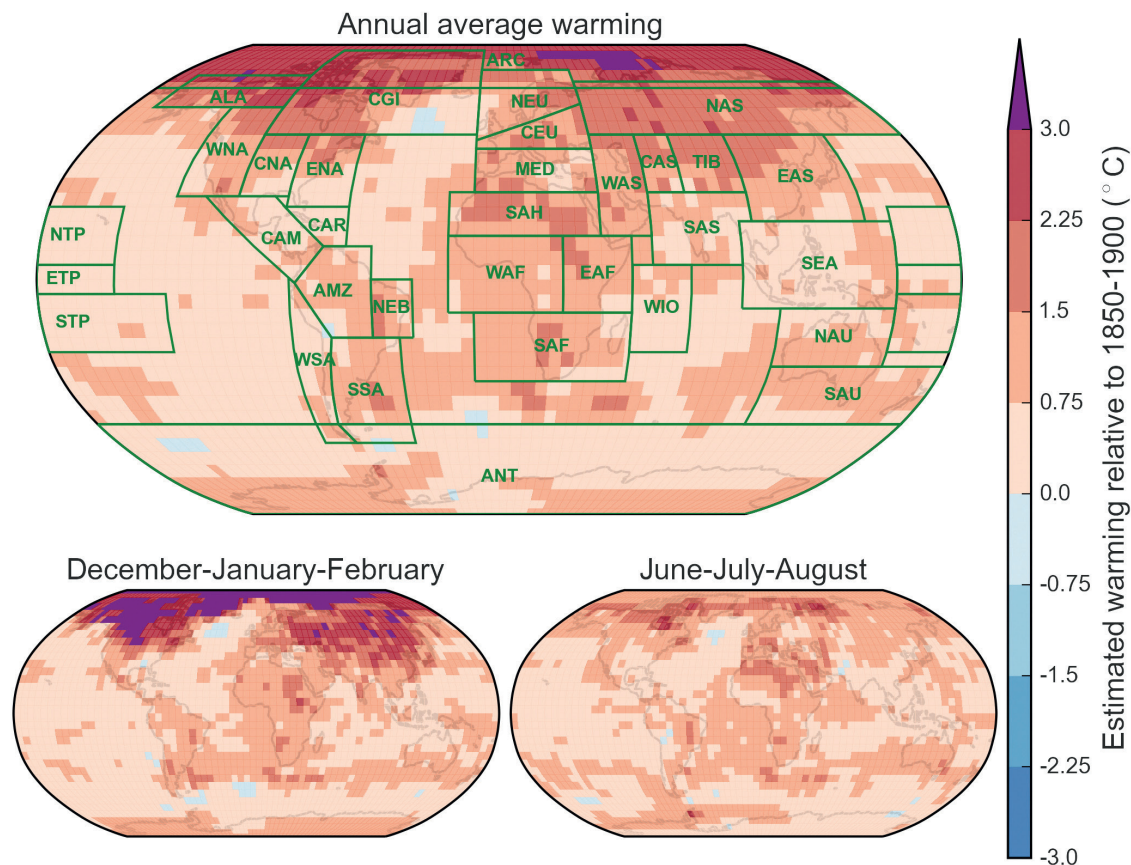 Annual average warming
ARC
ALA
CGI
NEU
NAS
WNA
CNA
ENA
CEU
MED
CAS
TIB
WAS
EAS
SAH
NTP
CAR
CAM
SAS
SEA
ETP
AMZ
WAF
EAF
NEB
WIO
STP
WSA
SAF
NAU
SSA
SAU
ANT
3.0
2.25
1.5
0.75
0.0
-0.75
-1.5
-2.25
-3.0
Estimated warming relative to 1850-1900 (°C)
December-January-February
June-July-August